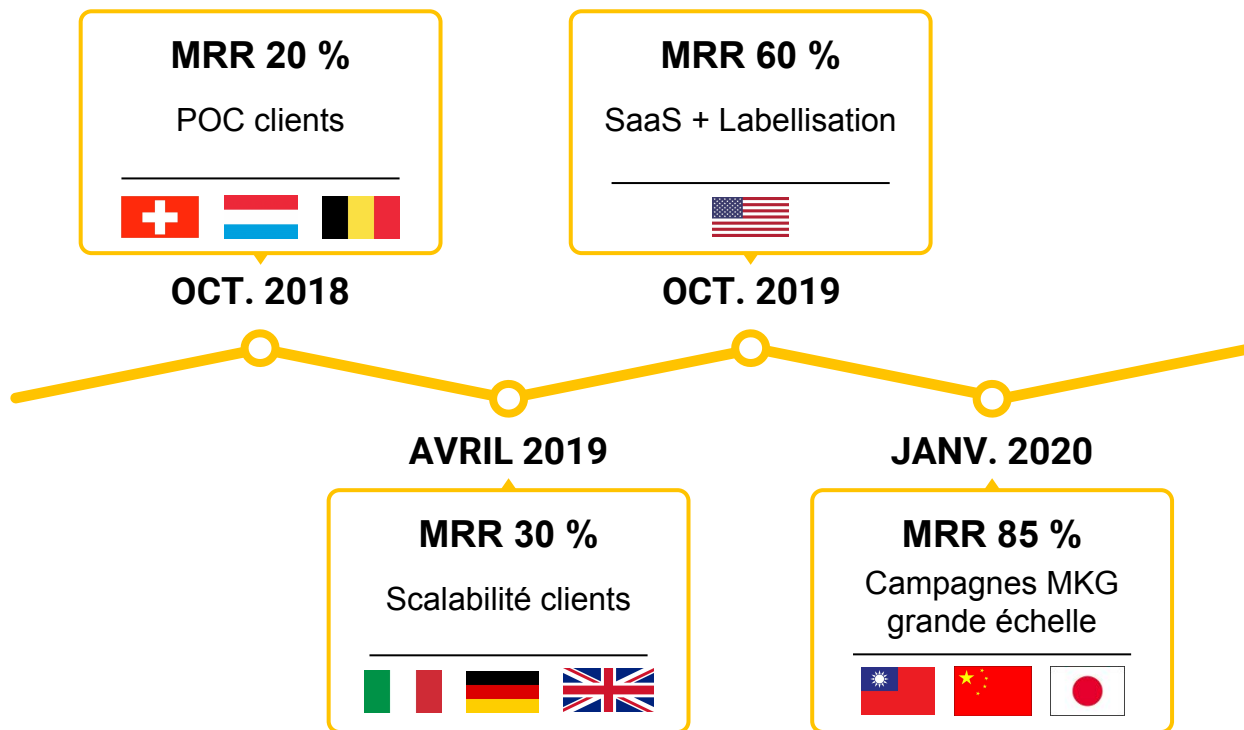 MRR 20 %
POC clients
OCT. 2018
MRR 60 %
SaaS + Labellisation
OCT. 2019
AVRIL 2019
MRR 30 %
Scalabilité clients
JANV. 2020
MRR 85 %
Campagnes MKG
grande échelle